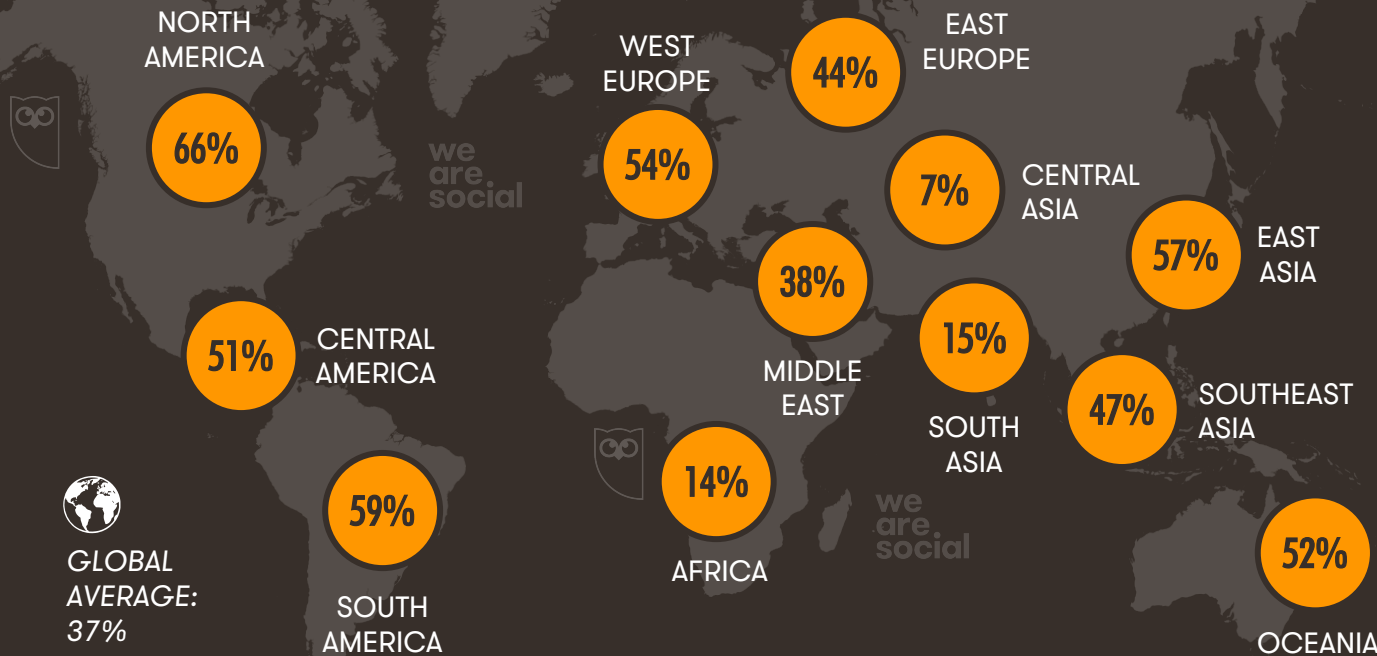 NORTH
AMERICA
66%
WEST
EUROPE
54%
44%
EAST
EUROPE
we
are
social
7%
CENTRAL
ASIA
57%
EAST
ASIA
38%
MIDDLE
EAST
15%
SOUTH
ASIA
51%
CENTRAL
AMERICA
47%
SOUTHEAST
ASIA
14%
AFRICA
we
are
social
59%
SOUTH
AMERICA
52%
OCEANIA
GLOBAL
AVERAGE:
37%